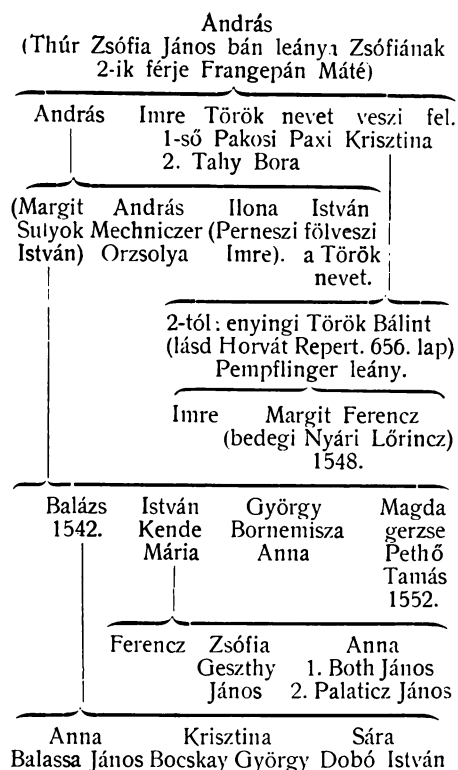 András
(Thúr Zsófia János bán leánya Zsófiának
2-ik férje Frangepán Máté)
András Imre Török nevet veszi fel.
1-ső Pakosi Paxi Krisztina
2. Tahy Bora
(Margit András Ilona István
Sulyok Mechniczer (Perneszi fölveszi
István) Orzsolya Imre). a Török
nevet.
2-tól: enyingi Török Bálint
(lásd Horvát Repert. 656. lap)
Pempflinger leány.
Imre Margit Ferencz
(bedegi Nyári Lőrincz)
1548.
Balázs István György Magda
1542. Kende Bornemisza gerzse
Mária Anna Pethő
Tamás
1552.
Ferencz Zsófia Anna
Geszthy 1. Both János
János 2. Palaticz János
Anna Krisztina Sára
Balassa János Bocskay György Dobó István